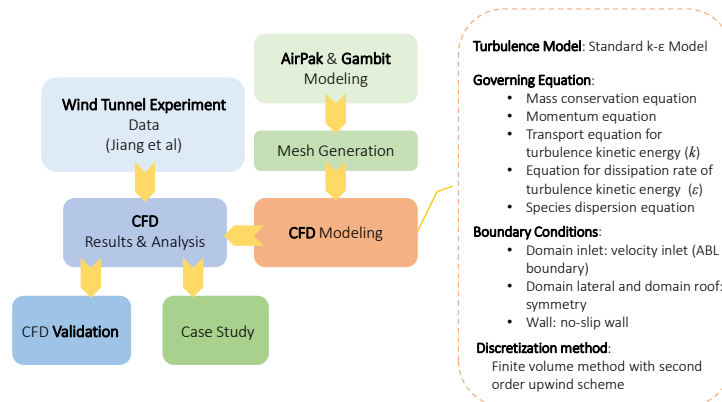 AirPak & Gambit
Modeling
Wind Tunnel Experiment
Data
(Jiang et al)
Mesh Generation
CFD
Results & Analysis
CFD Modeling
CFD Validation
Case Study
Turbulence Model: Standard k-ε Model
Governing Equation:
• Mass conservation equation
• Momentum equation
• Transport equation for
turbulence kinetic energy (k)
• Equation for dissipation rate of
turbulence kinetic energy (ε)
• Species dispersion equation
Boundary Conditions:
• Domain inlet: velocity inlet (ABL
boundary)
• Domain lateral and domain roof:
symmetry
• Wall: no-slip wall
Discretization method:
Finite volume method with second
order upwind scheme